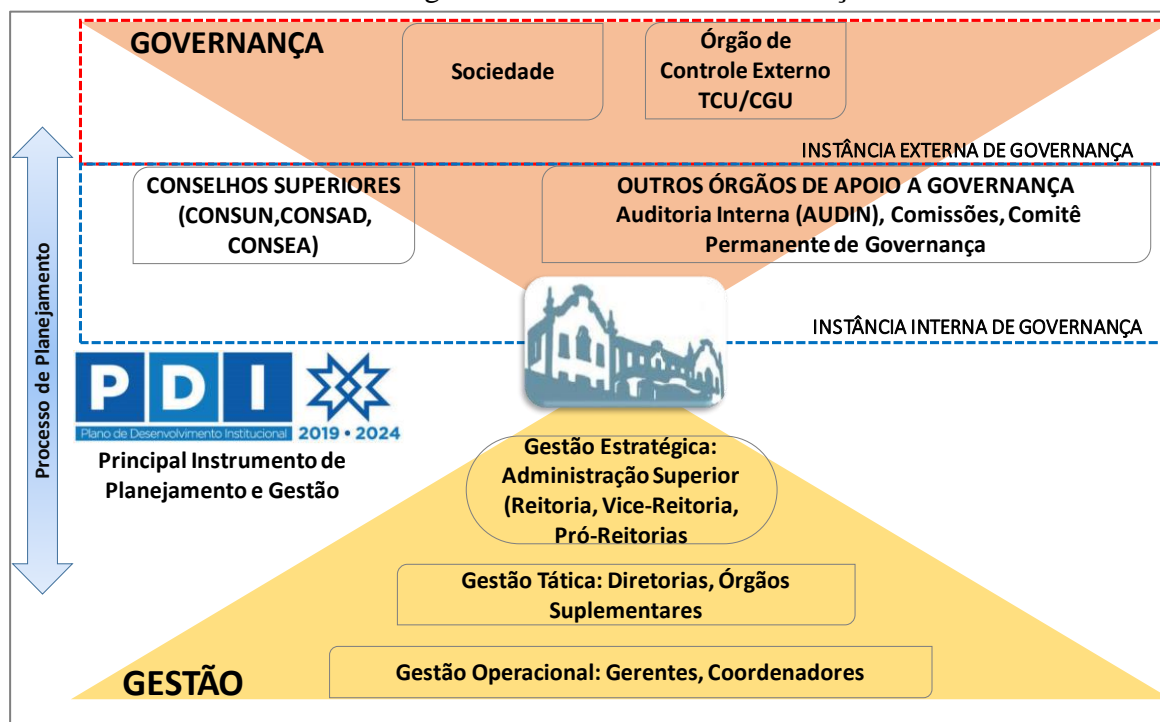 GOVERNANÇA
Sociedade
Órgão de
Controle Externo
TCU/CGU
INSTÂNCIA EXTERNA DE GOVERNANÇA
CONSELHOS SUPERIORES
(CONSUN,CONSAD,
CONSEA)
OUTROS ÓRGÃOS DE APOIO A GOVERNANÇA
Auditoria Interna (AUDIN), Comissões, Comitê
Permanente de Governança
INSTÂNCIA INTERNA DE GOVERNANÇA
Processo de Planejamento
PDI
Plano de Desenvolvimento Institucional 2019 • 2024
Principal Instrumento de
Planejamento e Gestão
Gestão Estratégica:
Administração Superior
(Reitoria, Vice-Reitoria,
Pró-Reitorias
Gestão Tática: Diretorias, Órgãos
Suplementares
Gestão Operacional: Gerentes, Coordenadores
GESTÃO